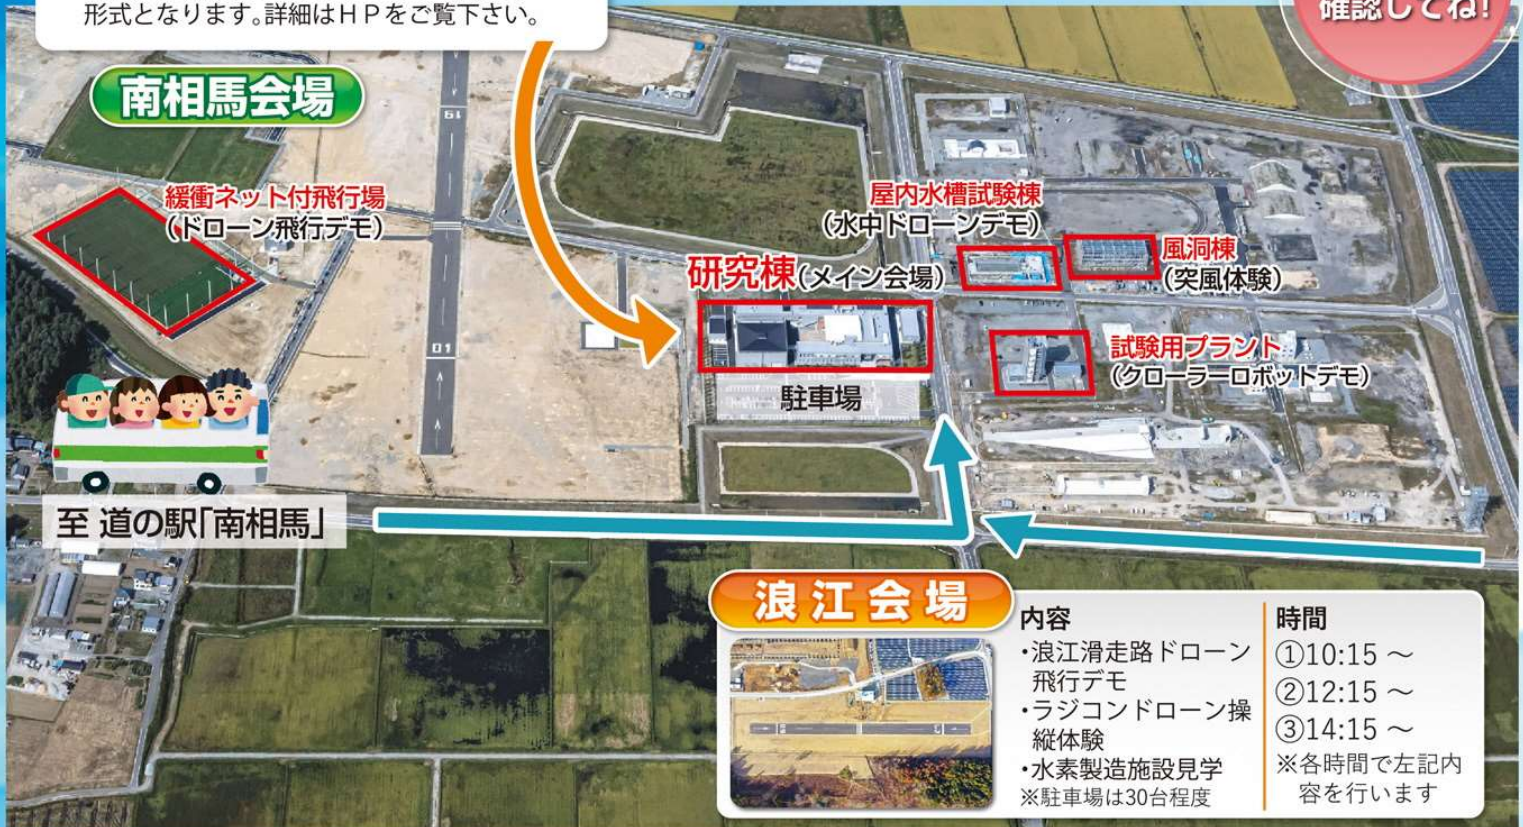 形式となります。詳細はＨＰをご覧下さい。
確認してね!
南相馬会場
緩衝ネット付飛行場
(ドローン飛行デモ)
屋内水槽試験棟
(水中ドローンデモ)
風洞棟
(突風体験)
研究棟(メイン会場)
試験用プラント
(クローラーロボットデモ)
駐車場
19
01
至 道の駅「南相馬」
浪江会場
内容
・浪江滑走路ドローン
飛行デモ
・ラジコンドローン操
縦体験
・水素製造施設見学
※駐車場は30台程度
時間
①10:15 ～
②12:15 ～
③14:15 ～
※各時間で左記内
容を行います